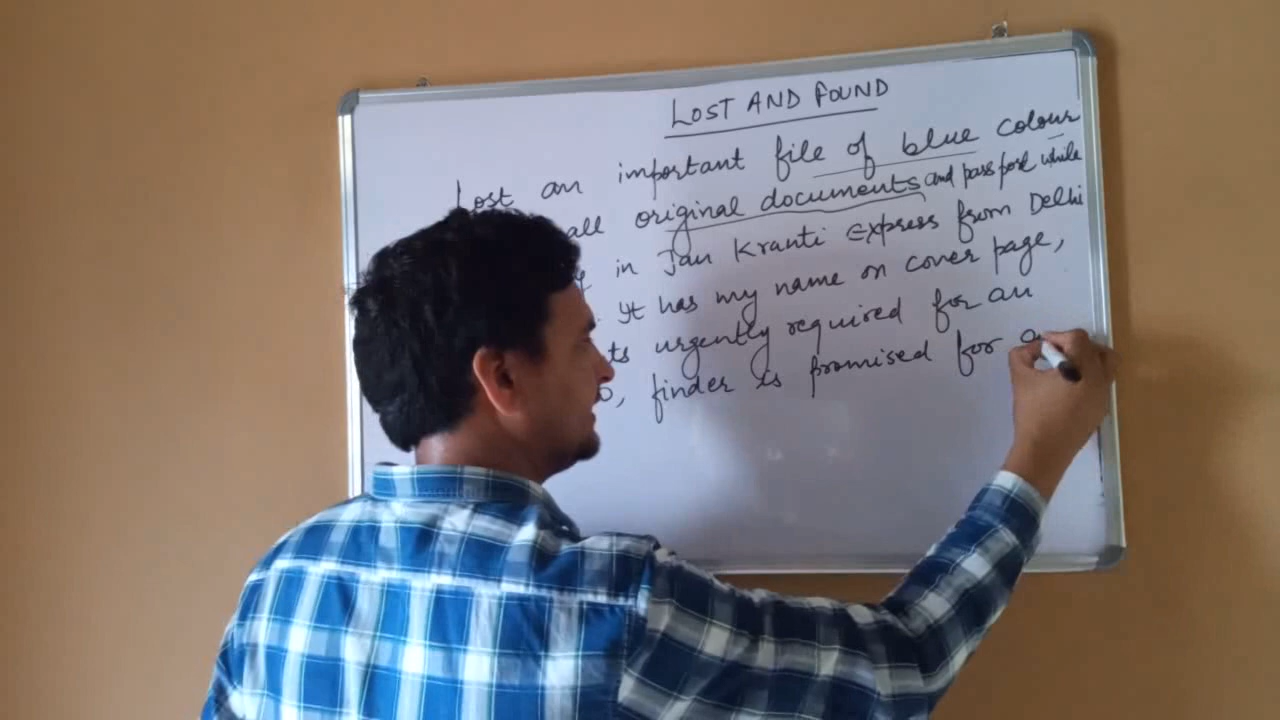 LOST AND FOUND
Lost an important file of blue colour
all original documents and passport while
in Jan Kranti Express from Delhi
It has my name on cover page,
urgently required for an
finder is promised for